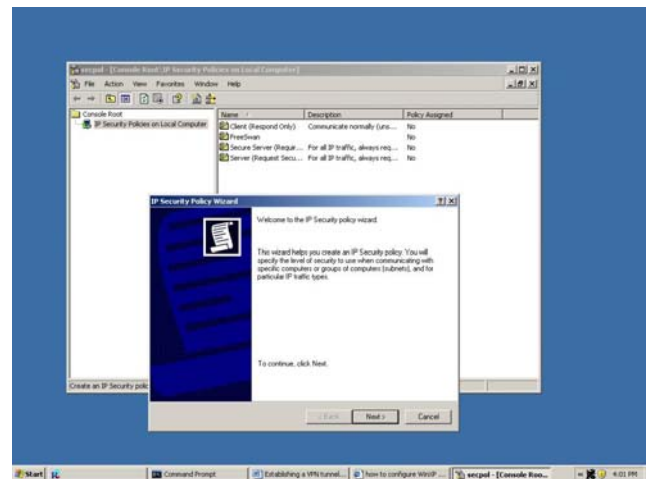 secpol - [Console Root\IP Security Policies on Local Computer]
File Action View Favorites Window Help
Console Root
IP Security Policies on Local Computer
Name / Description Policy Assigned
Client (Respond Only) Communicate normally (uns... No
FreeSwan No
Secure Server (Requir... For all IP traffic, always req... No
Server (Request Secu... For all IP traffic, always req... No
IP Security Policy Wizard
Welcome to the IP Security policy wizard.
This wizard helps you create an IP Security policy. You will
specify the level of security to use when communicating with
specific computers or groups of computers (subnets), and for
particular IP traffic types.
To continue, click Next.
Create an IP Security polic
< Back Next > Cancel
Start Command Prompt Establishing a VPN tunnel... how to configure WinXP ... secpol - [Console Roo... 4:01 PM